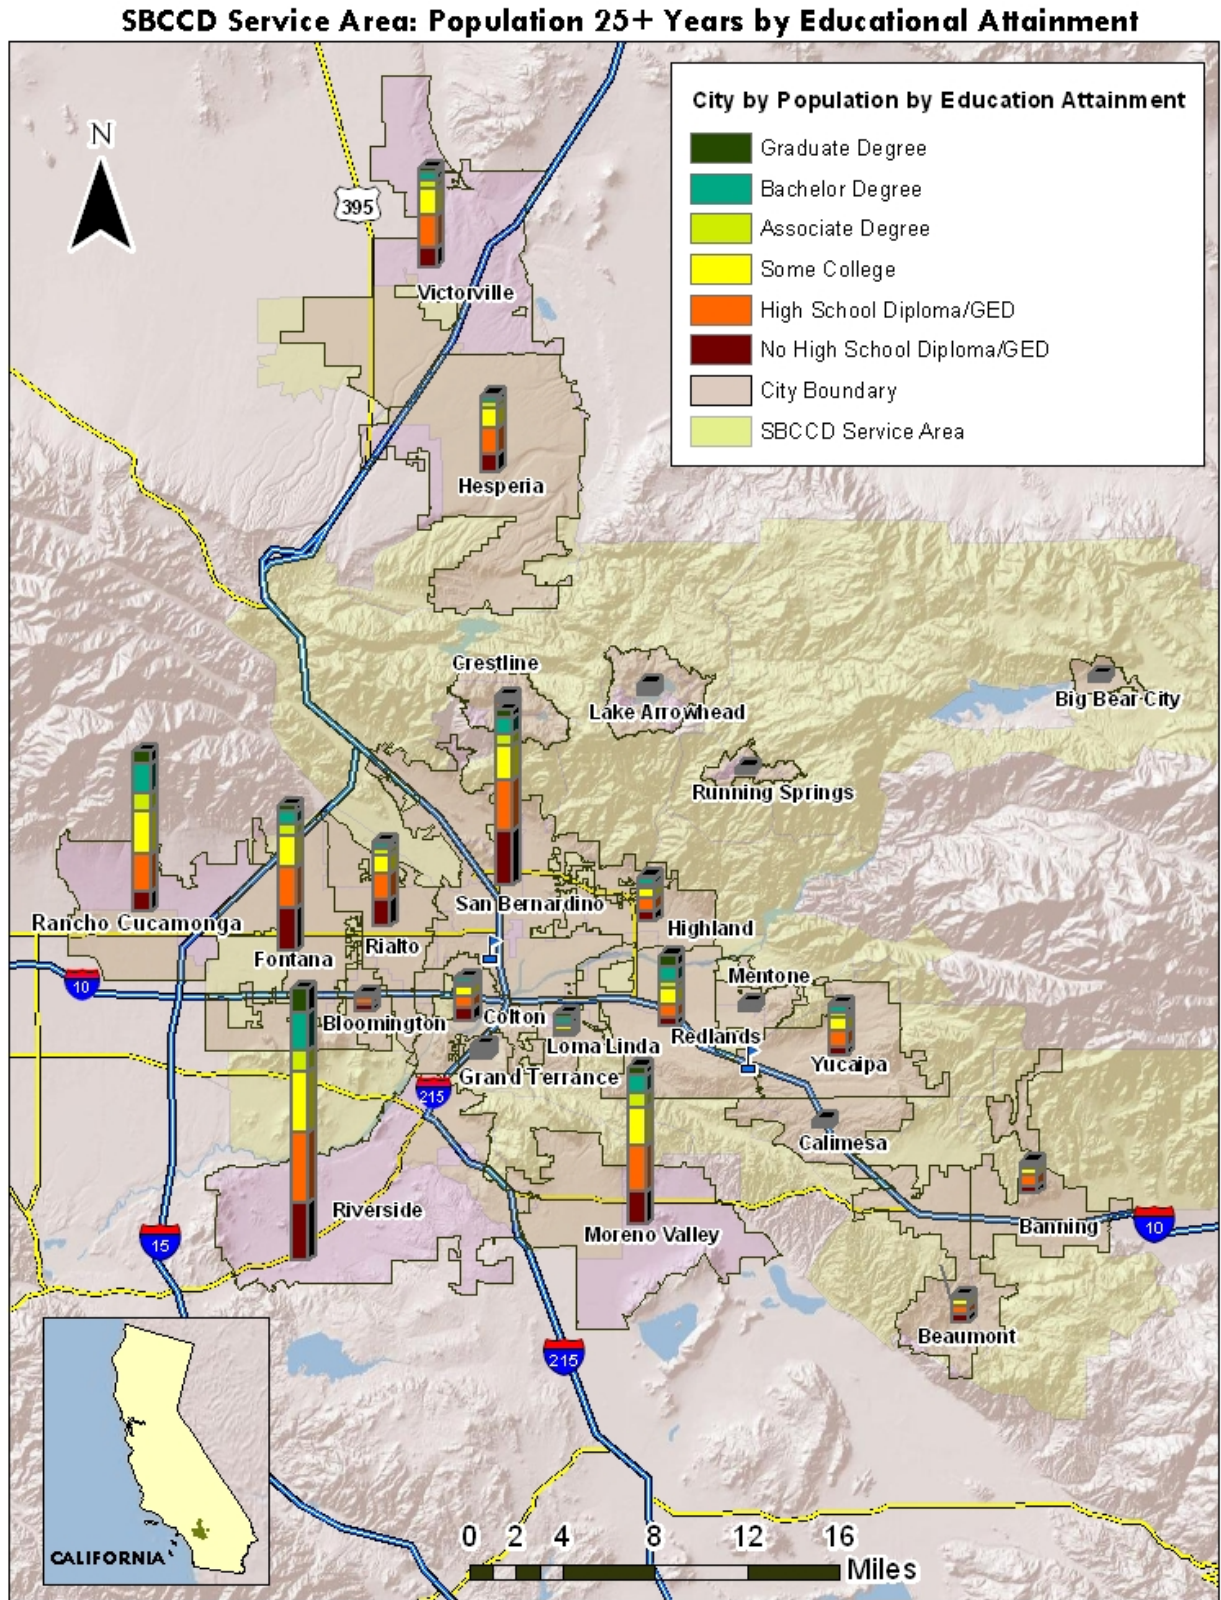 SBCCD Service Area: Population 25+ Years by Educational Attainment
City by Population by Education Attainment
Graduate Degree
Bachelor Degree
Associate Degree
Some College
High School Diploma/GED
No High School Diploma/GED
City Boundary
SBCCD Service Area
N
395
Victorville
Hesperia
Crestline
Lake Arrowhead
Big Bear City
Running Springs
Rancho Cucamonga
San Bernardino
Highland
Rialto
Fontana
Mentone
10
Bloomington
Colton
Loma Linda
Redlands
Yucaipa
Grand Terrance
215
Calimesa
Riverside
Moreno Valley
Banning
15
10
Beaumont
215
CALIFORNIA
0 2 4 8 12 16
Miles